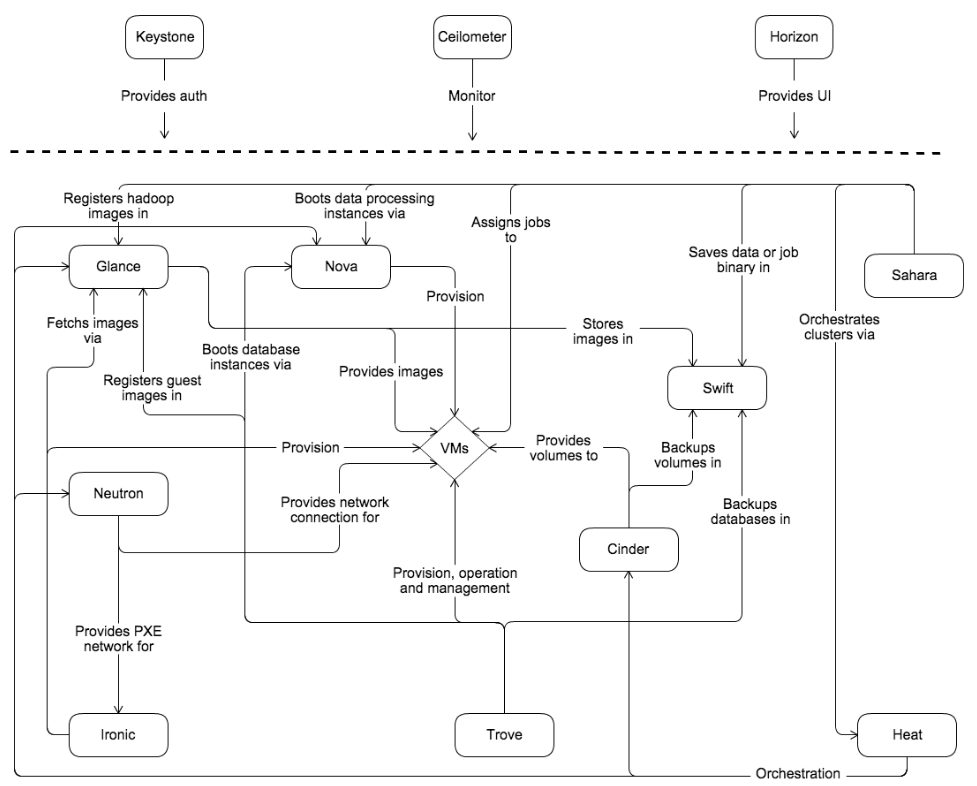 Keystone
Ceilometer
Horizon
Provides auth
Monitor
Provides UI
Registers hadoop
images in
Boots data processing
instances via
Assigns jobs
to
Saves data or job
binary in
Glance
Nova
Sahara
Provision
Fetchs images
via
Stores
images in
Orchestrates
clusters via
Boots database
instances via
Provides images
Registers guest
images in
Swift
Provision
VMs
Provides
volumes to
Backups
volumes in
Neutron
Provides network
connection for
Backups
databases in
Cinder
Provision, operation
and management
Provides PXE
network for
Ironic
Trove
Heat
Orchestration